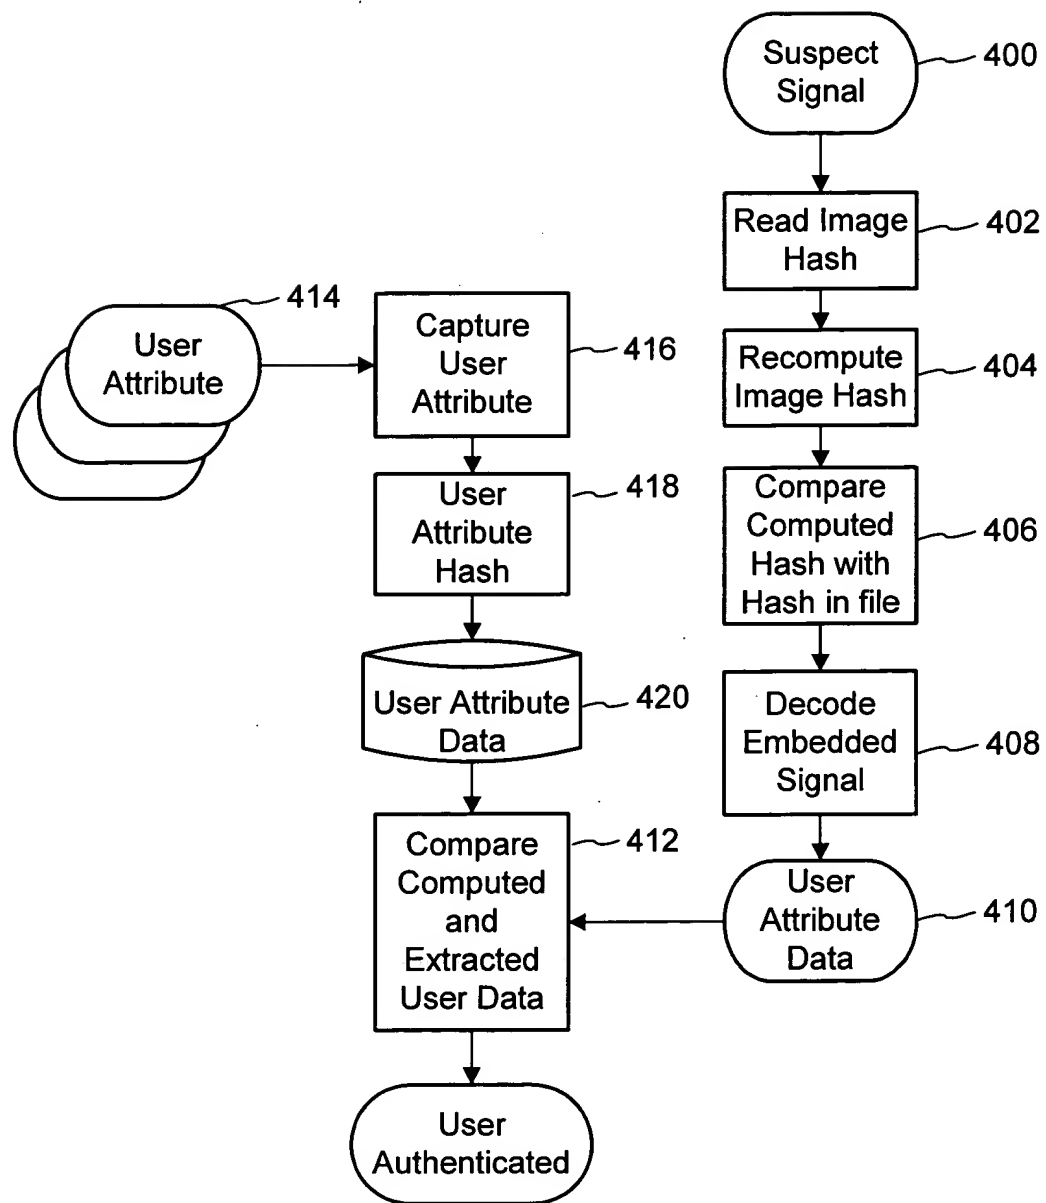 Suspect
Signal
400
Read Image
Hash
402
User
Attribute
414
Capture
User
Attribute
416
Recompute
Image Hash
404
User
Attribute
Hash
418
Compare
Computed
Hash with
Hash in file
406
User Attribute
Data
420
Decode
Embedded
Signal
408
Compare
Computed
and
Extracted
User Data
412
User
Attribute
Data
410
User
Authenticated